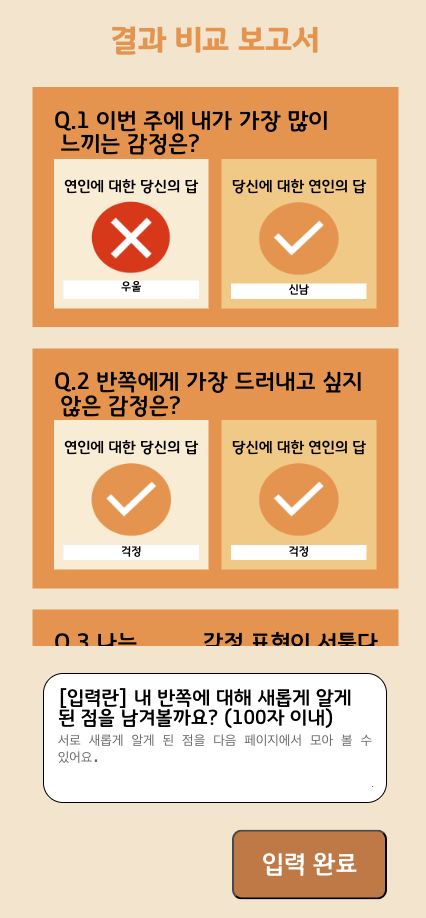 결과 비교 보고서
Q.1 이번 주에 내가 가장 많이
느끼는 감정은?
연인에 대한 당신의 답
당신에 대한 연인의 답
우울
신남
Q.2 반쪽에게 가장 드러내고 싶지
않은 감정은?
연인에 대한 당신의 답
당신에 대한 연인의 답
걱정
걱정
Q.3 나는 감정 표현이 서툴다
[입력란] 내 반쪽에 대해 새롭게 알게
된 점을 남겨볼까요? (100자 이내)
서로 새롭게 알게 된 점을 다음 페이지에서 모아 볼 수
있어요.
입력 완료